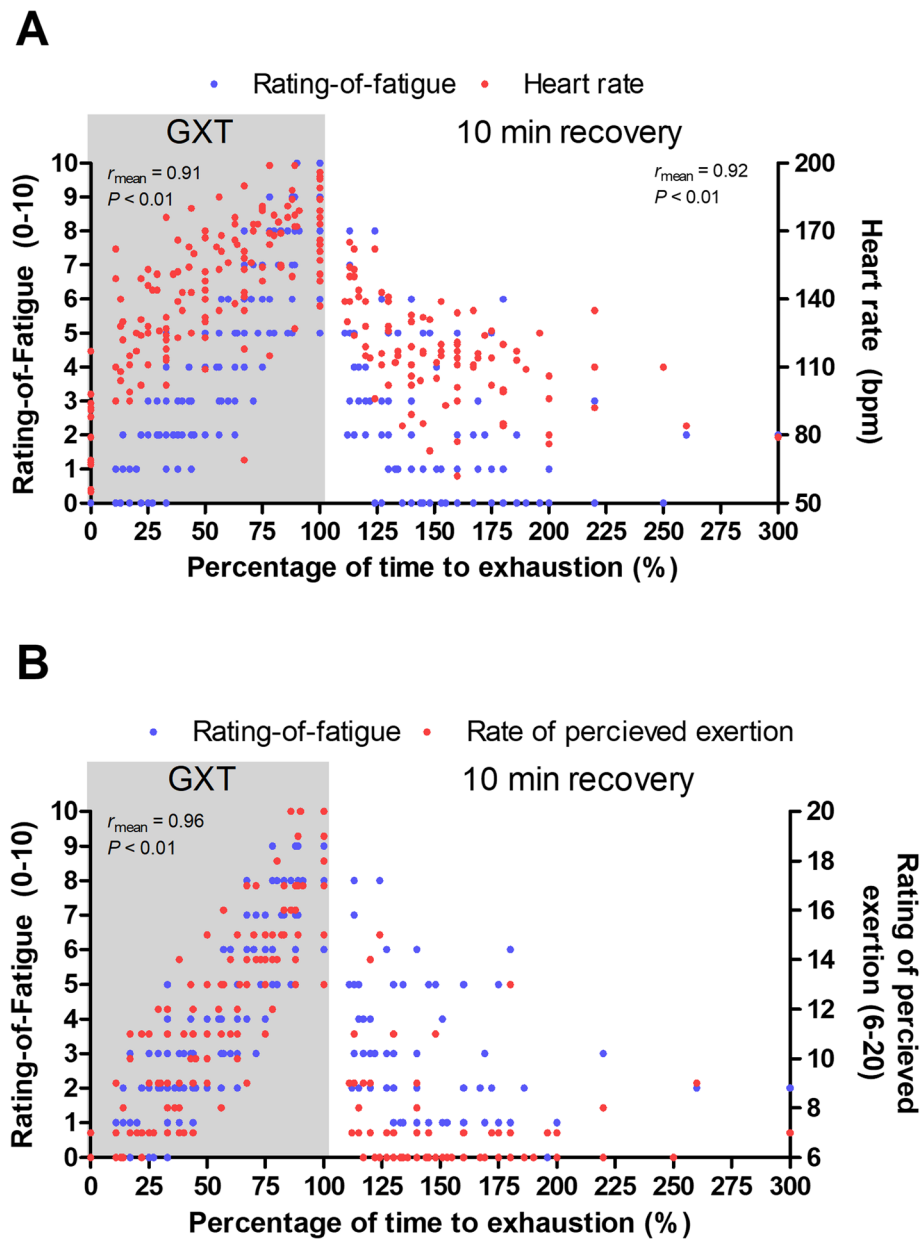 A
Rating-of-fatigue Heart rate
GXT 10 min recovery
r mean = 0.91
P < 0.01
r mean = 0.92
P < 0.01
Rating-of-Fatigue (0-10)
10
9
8
7
6
5
4
3
2
1
0
200
170
140
110
80
50
Heart rate (bpm)
0 25 50 75 100 125 150 175 200 225 250 275 300
Percentage of time to exhaustion (%)
B
Rating-of-fatigue Rate of percieved exertion
GXT 10 min recovery
r mean = 0.96
P < 0.01
Rating-of-Fatigue (0-10)
10
9
8
7
6
5
4
3
2
1
0
20
18
16
14
12
10
8
6
Rating of percieved
exertion (6-20)
0 25 50 75 100 125 150 175 200 225 250 275 300
Percentage of time to exhaustion (%)